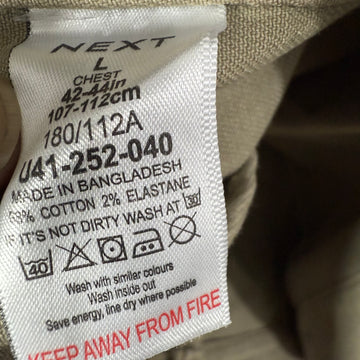 NEXT
L
CHEST
42-44in
107-112cm
180/112A
U41-252-040
MADE IN BANGLADESH
98% COTTON 2% ELASTANE
IF IT'S NOT DIRTY WASH AT 30
40
Wash with similar colours
Wash inside out
Save energy, line dry where possible
KEEP AWAY FROM FIRE